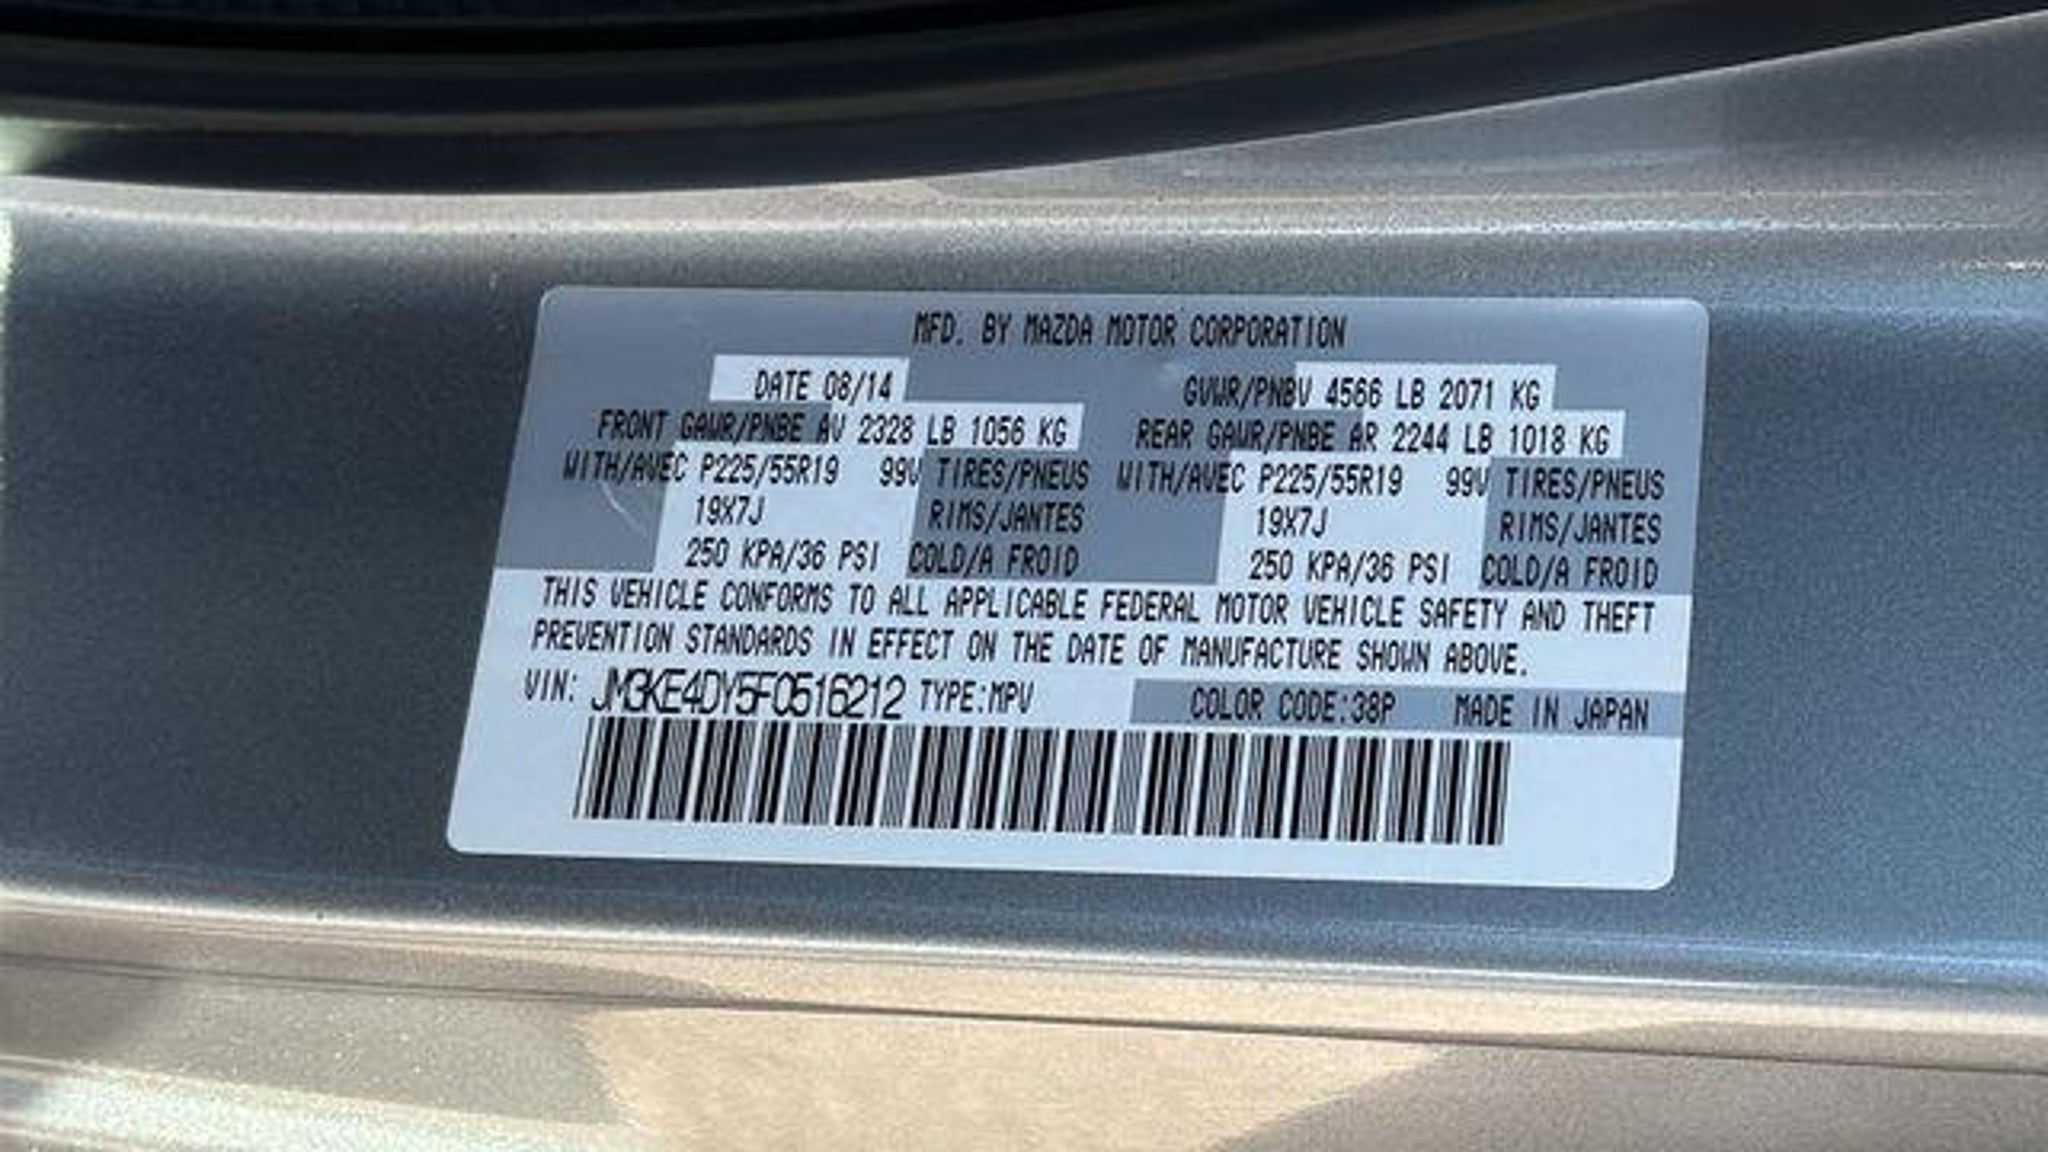 MFD. BY MAZDA MOTOR CORPORATION
DATE 08/14 GVWR/PNBV 4566 LB 2071 KG
FRONT GAWR/PNBE AV 2328 LB 1056 KG REAR GAWR/PNBE AR 2244 LB 1018 KG
WITH/AVEC P225/55R19 99V TIRES/PNEUS WITH/AVEC P225/55R19 99V TIRES/PNEUS
19X7J RIMS/JANTES 19X7J RIMS/JANTES
250 KPA/36 PSI COLD/A FROID 250 KPA/36 PSI COLD/A FROID
THIS VEHICLE CONFORMS TO ALL APPLICABLE FEDERAL MOTOR VEHICLE SAFETY AND THEFT
PREVENTION STANDARDS IN EFFECT ON THE DATE OF MANUFACTURE SHOWN ABOVE.
VIN: JM3KE4DY5F0516212 TYPE:MPV COLOR CODE:38P MADE IN JAPAN